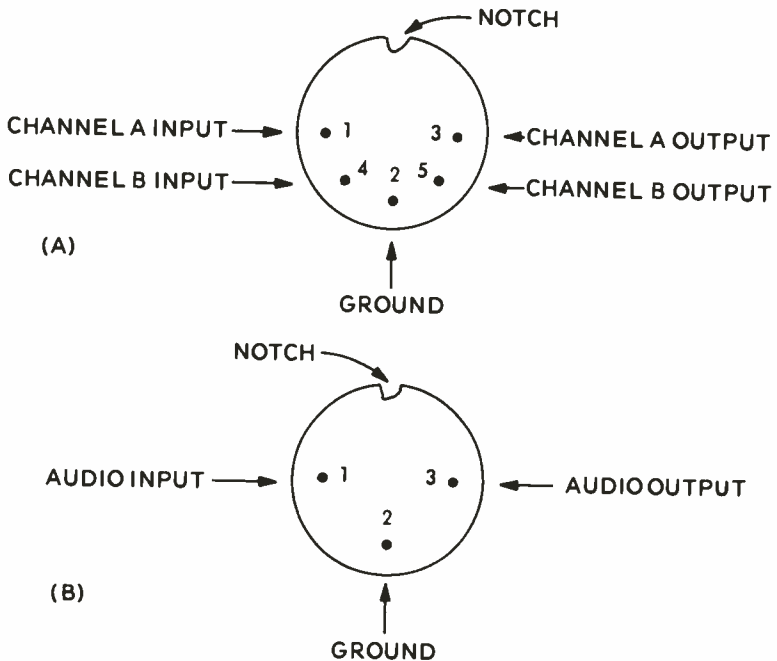 NOTCH
CHANNEL A INPUT
1
3
CHANNEL A OUTPUT
CHANNEL B INPUT
4
2
5
CHANNEL B OUTPUT
(A)
GROUND
NOTCH
AUDIO INPUT
1
3
AUDIO OUTPUT
2
(B)
GROUND